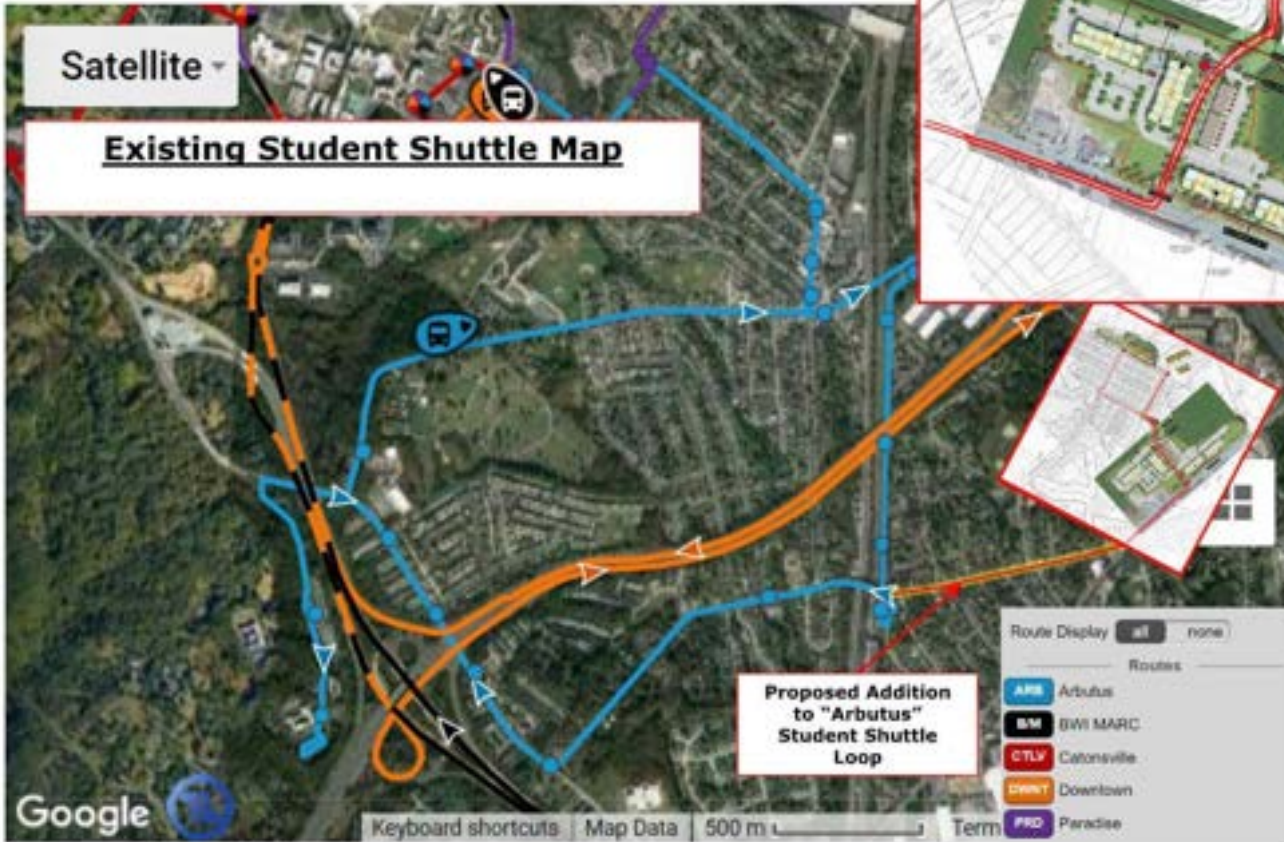 Satellite
Existing Student Shuttle Map
Proposed Addition
to "Arbutus"
Student Shuttle
Loop
Route Display all none
Routes
ARB Arbutus
B/M BWI MARC
CTLV Catonsville
DWNT Downtown
PRD Paradise
Google
Keyboard shortcuts
Map Data
500 m
Term